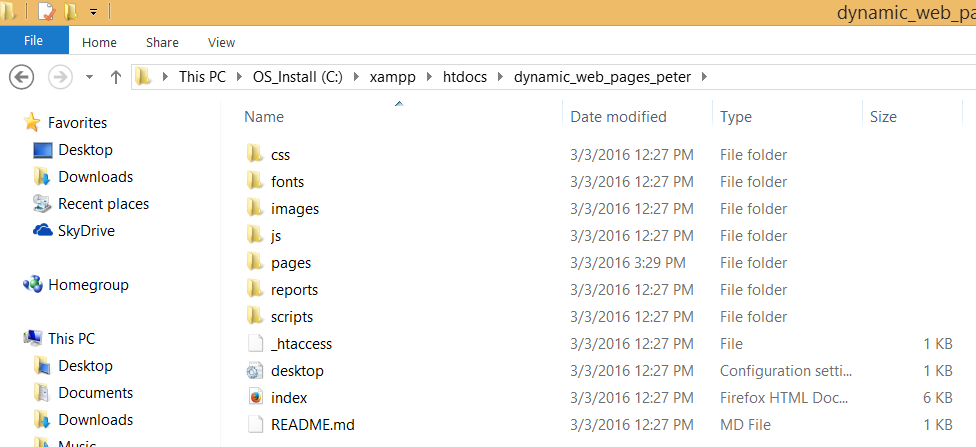 dynamic_web_pa
File Home Share View
This PC OS_Install (C:) xampp htdocs dynamic_web_pages_peter
Name Date modified Type Size
Favorites
Desktop
Downloads
Recent places
SkyDrive
Homegroup
This PC
Desktop
Documents
Downloads
Music
css 3/3/2016 12:27 PM File folder
fonts 3/3/2016 12:27 PM File folder
images 3/3/2016 12:27 PM File folder
js 3/3/2016 12:27 PM File folder
pages 3/3/2016 3:29 PM File folder
reports 3/3/2016 12:27 PM File folder
scripts 3/3/2016 12:27 PM File folder
_htaccess 3/3/2016 12:27 PM File 1 KB
desktop 3/3/2016 12:27 PM Configuration setti... 1 KB
index 3/3/2016 12:27 PM Firefox HTML Doc... 6 KB
README.md 3/3/2016 12:27 PM MD File 1 KB